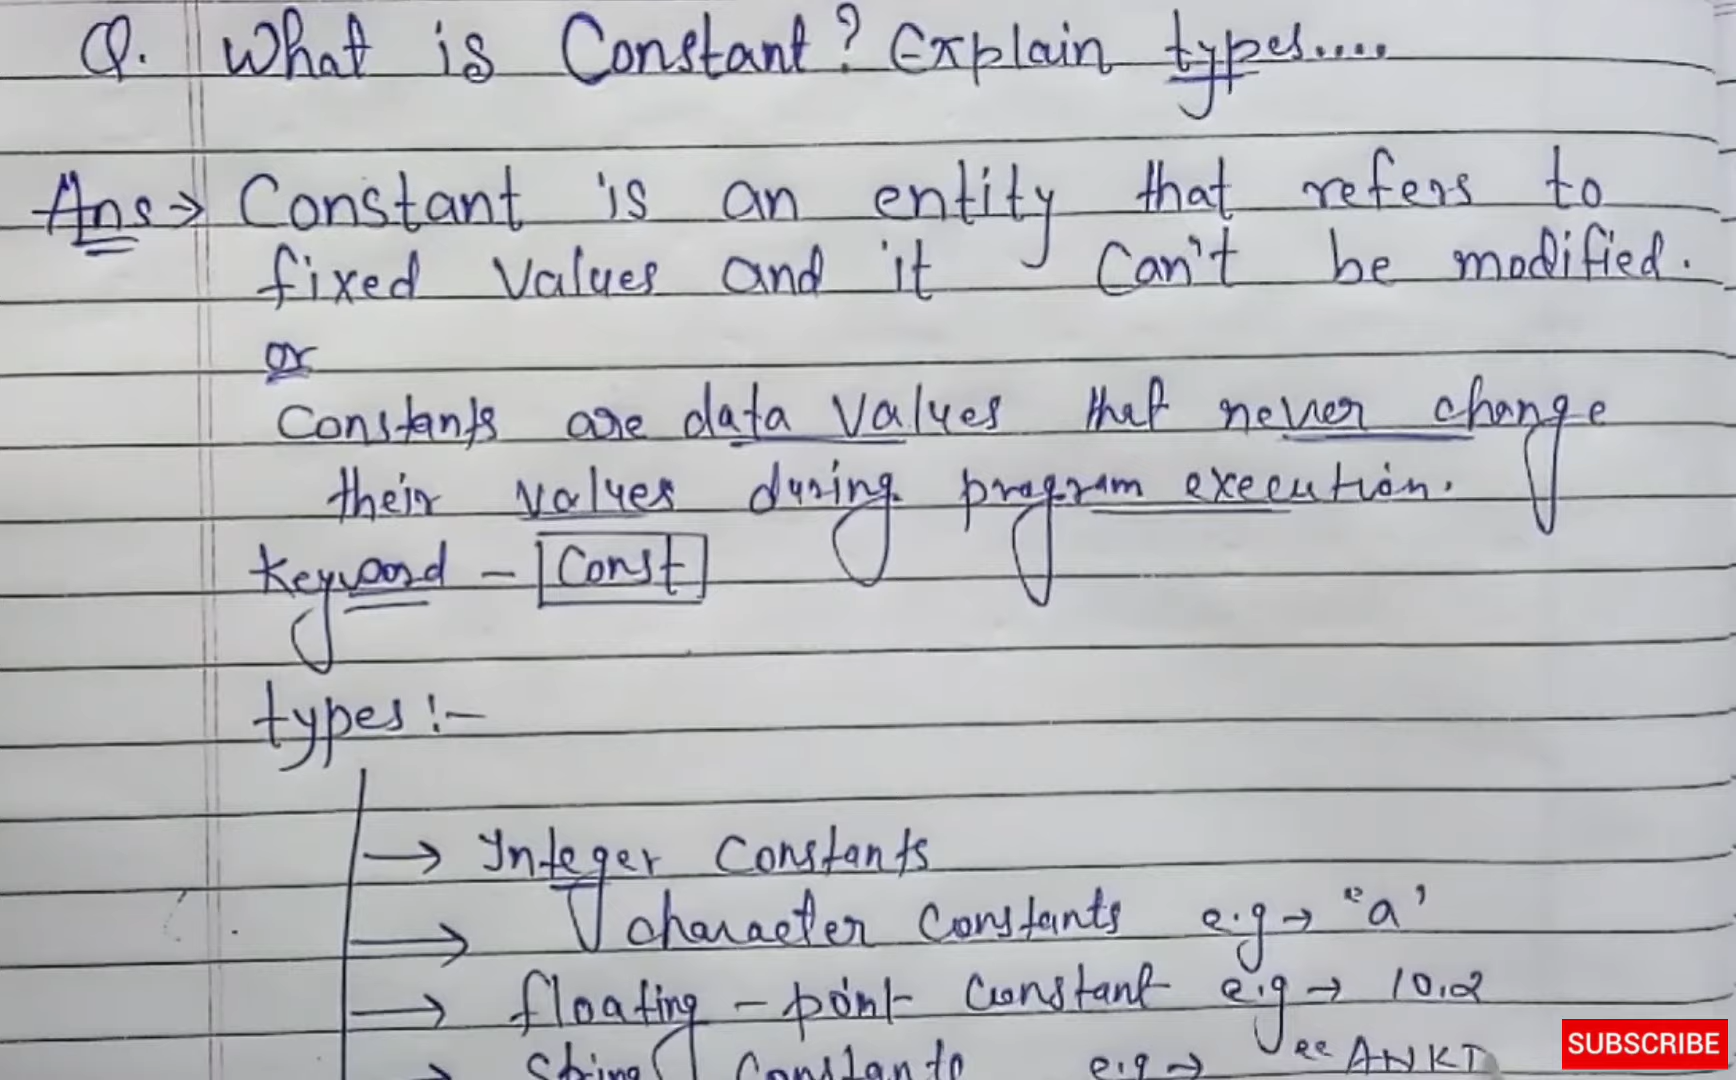 Q. What is Constant? Explain types....
Ans→ Constant is an entity that refers to
fixed values and it can't be modified.
or
Constants are data values that never change
their values during program execution.
keyword – Const
types :-
→ Integer Constants
→ character constants e.g → 'a'
→ floating-point constant e.g → 10.2
→ String Constants e.g → "ANKI
SUBSCRIBE